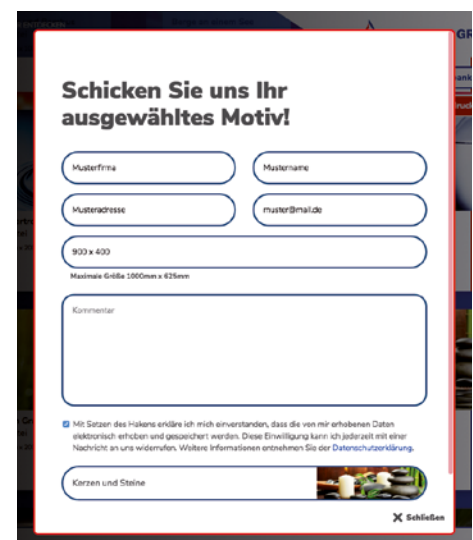 Schicken Sie uns Ihr
ausgewähltes Motiv!
Musterfirma
Mustername
Musteradresse
muster@mail.de
900 x 400
Maximale Größe 1000mm x 625mm
Kommentar
Mit Setzen des Hakens erkläre ich mich einverstanden, dass die von mir erhobenen Daten
elektronisch erhoben und gespeichert werden. Diese Einwilligung kann ich jederzeit mit einer
Nachricht an uns widerrufen. Weitere Informationen entnehmen Sie der Datenschutzerklärung.
Kerzen und Steine
Schließen